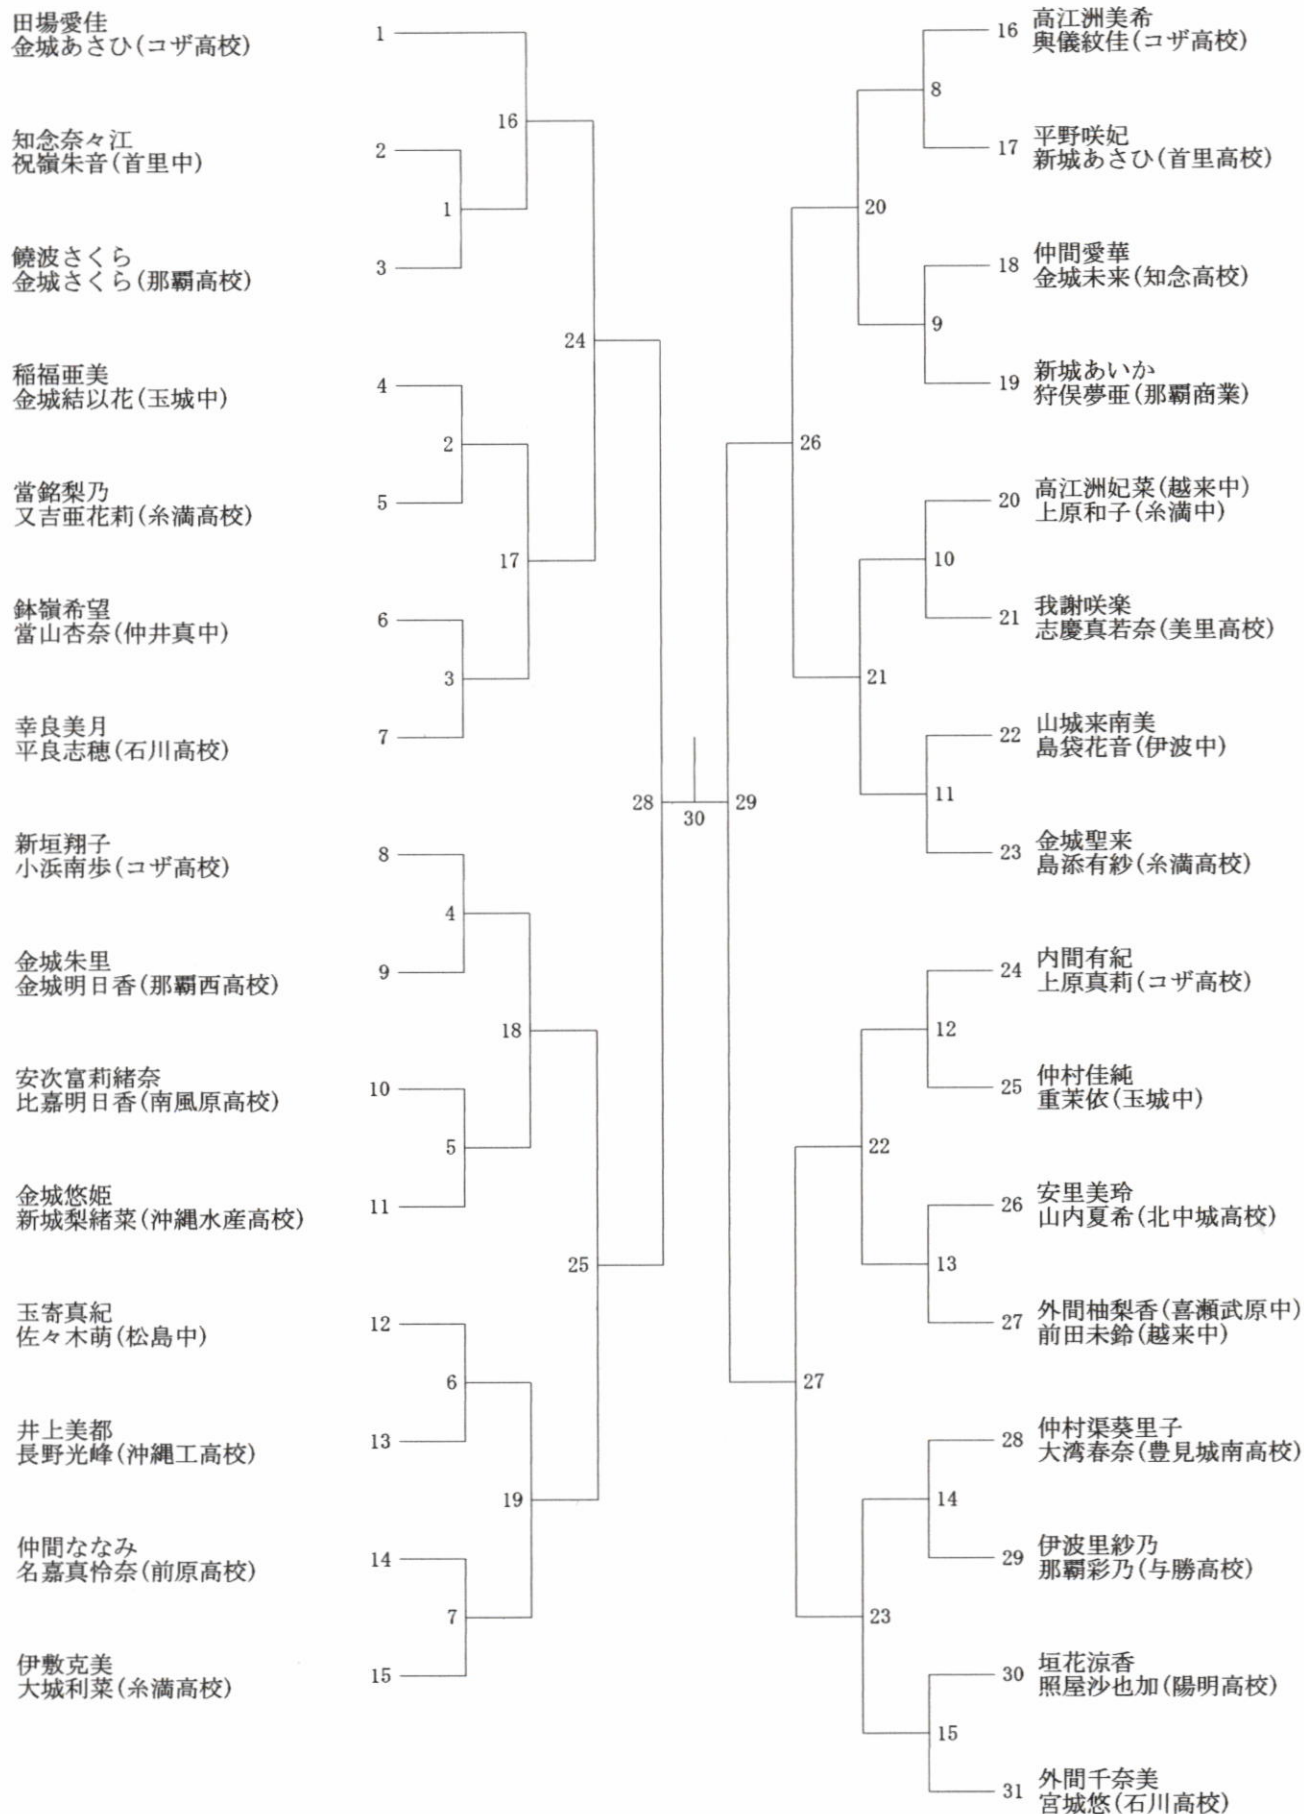 田場愛佳
金城あさひ(コザ高校)
1
知念奈々江
祝嶺朱音(首里中)
2
饒波さくら
金城さくら(那覇高校)
3
稲福亜美
金城結以花(玉城中)
4
當銘梨乃
又吉亜花莉(糸満高校)
5
鉢嶺希望
當山杏奈(仲井真中)
6
幸良美月
平良志穂(石川高校)
7
新垣翔子
小浜南歩(コザ高校)
8
金城朱里
金城明日香(那覇西高校)
9
安次富莉緒奈
比嘉明日香(南風原高校)
10
金城悠姫
新城梨緒菜(沖縄水産高校)
11
玉寄真紀
佐々木萌(松島中)
12
井上美都
長野光峰(沖縄工高校)
13
仲間ななみ
名嘉真怜奈(前原高校)
14
伊敷克美
大城利菜(糸満高校)
15
1
2
3
4
5
6
7
16
17
18
19
24
25
28
30
29
26
27
20
21
22
23
8
9
10
11
12
13
14
15
16
高江洲美希
與儀紋佳(コザ高校)
17
平野咲妃
新城あさひ(首里高校)
18
仲間愛華
金城未来(知念高校)
19
新城あいか
狩俣夢亜(那覇商業)
20
高江洲妃菜(越来中)
上原和子(糸満中)
21
我謝咲楽
志慶真若奈(美里高校)
22
山城来南美
島袋花音(伊波中)
23
金城聖来
島添有紗(糸満高校)
24
内間有紀
上原真莉(コザ高校)
25
仲村佳純
重茉依(玉城中)
26
安里美玲
山内夏希(北中城高校)
27
外間柚梨香(喜瀬武原中)
前田未鈴(越来中)
28
仲村渠葵里子
大湾春奈(豊見城南高校)
29
伊波里紗乃
那覇彩乃(与勝高校)
30
垣花涼香
照屋沙也加(陽明高校)
31
外間千奈美
宮城悠(石川高校)